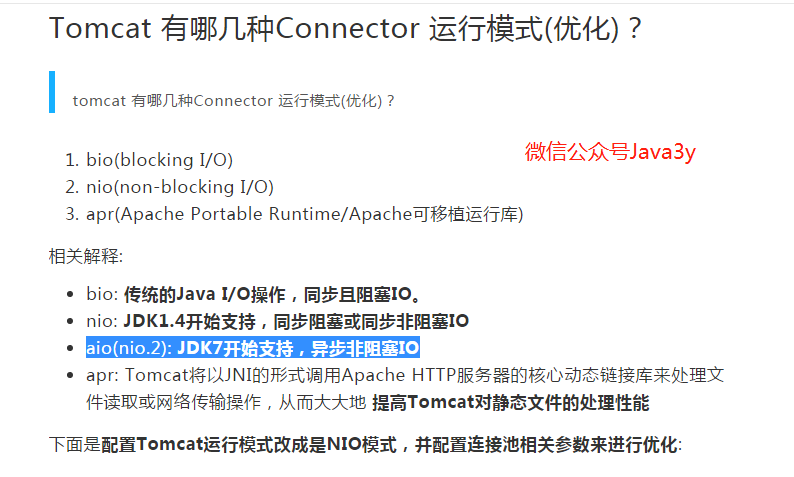 Tomcat 有哪几种Connector 运行模式(优化)？
tomcat 有哪几种Connector 运行模式(优化)？
微信公众号Java3y
1. bio(blocking I/O)
2. nio(non-blocking I/O)
3. apr(Apache Portable Runtime/Apache可移植运行库)
相关解释:
• bio: 传统的Java I/O操作，同步且阻塞IO。
• nio: JDK1.4开始支持，同步阻塞或同步非阻塞IO
• aio(nio.2): JDK7开始支持，异步非阻塞IO
• apr: Tomcat将以JNI的形式调用Apache HTTP服务器的核心动态链接库来处理文
件读取或网络传输操作，从而大大地 提高Tomcat对静态文件的处理性能
下面是配置Tomcat运行模式改成是NIO模式，并配置连接池相关参数来进行优化: